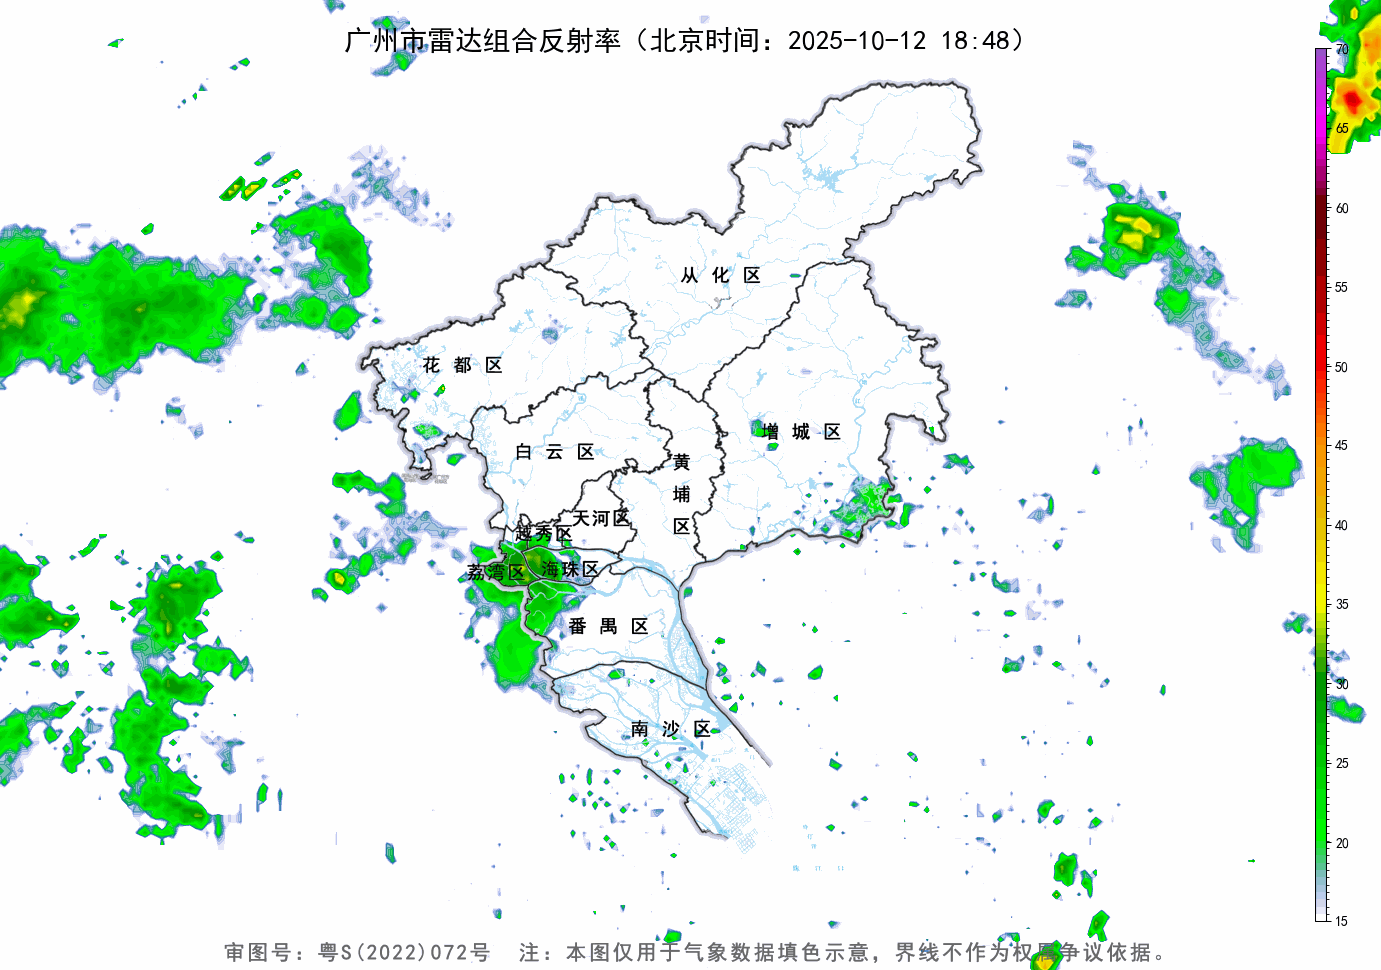 广州市雷达组合反射率（北京时间：2025-10-12 18:48）
70
65
60
55
50
45
40
35
30
25
20
15
从化区
花都区
增城区
白云区
黄埔区
天河区
越秀区
荔湾区
海珠区
番禺区
南沙区
审图号：粤S(2022)072号 注：本图仅用于气象数据填色示意，界线不作为权属争议依据。